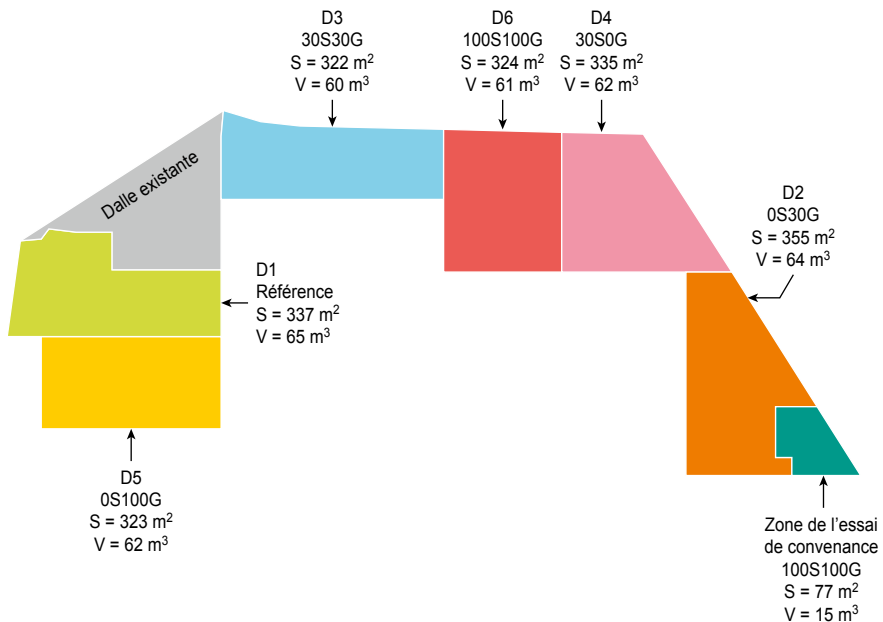 D3
30S30G
S = 322 m²
V = 60 m³
D6
100S100G
S = 324 m²
V = 61 m³
D4
30S0G
S = 335 m²
V = 62 m³
Dalle existante
D2
0S30G
S = 355 m²
V = 64 m³
D1
Référence
S = 337 m²
V = 65 m³
D5
0S100G
S = 323 m²
V = 62 m³
Zone de l’essai
de convenance
100S100G
S = 77 m²
V = 15 m³